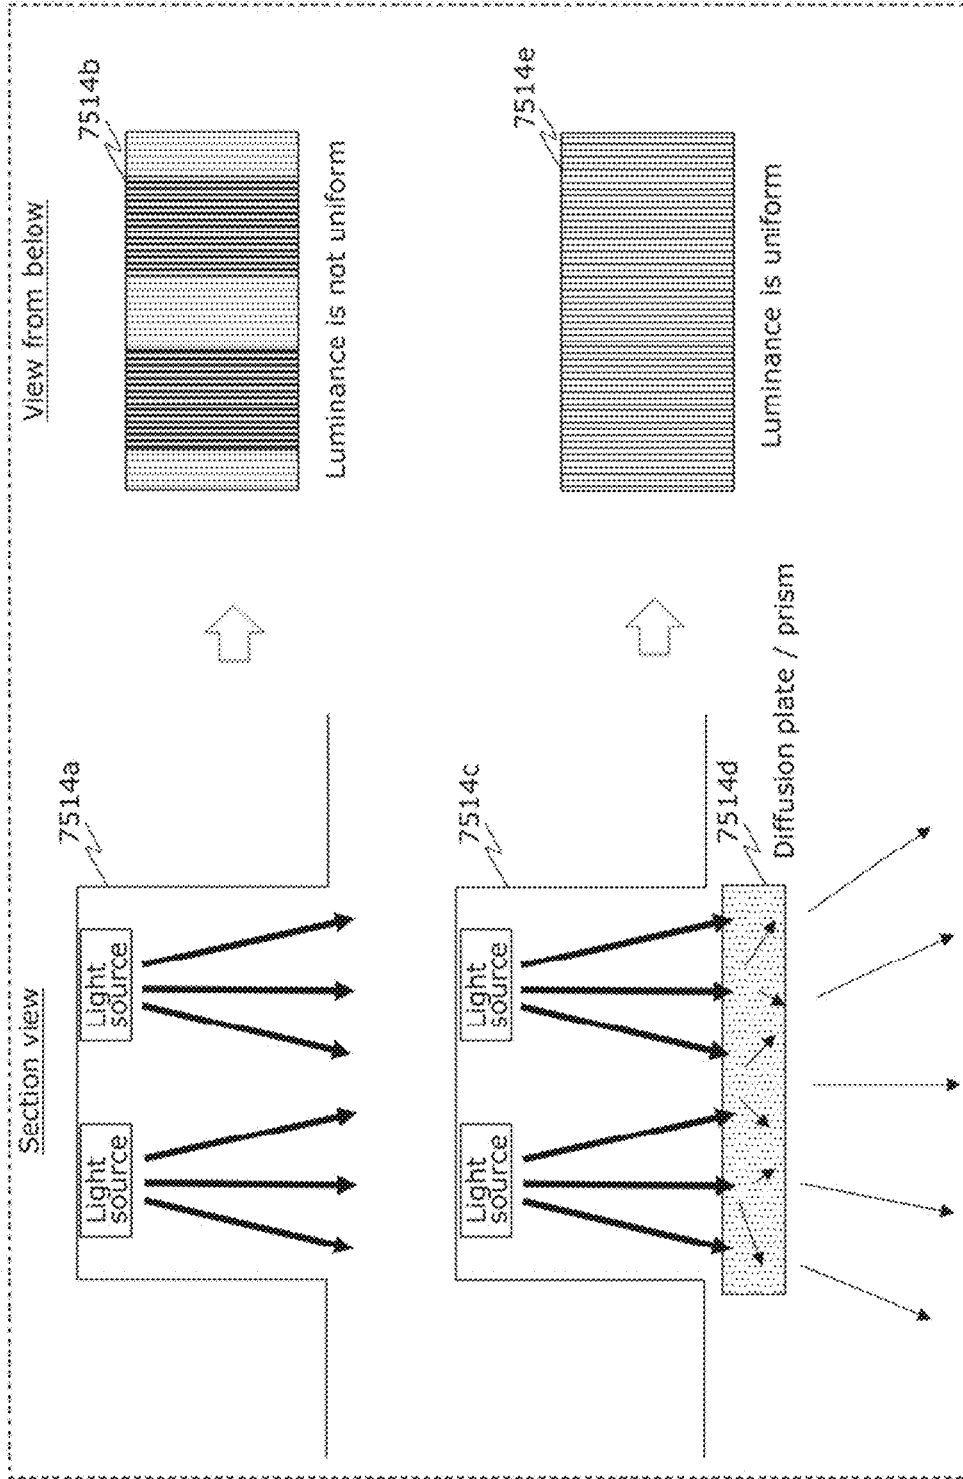 Section view
View from below
7514a
Light
source
Light
source
7514b
Luminance is not uniform
7514c
Light
source
Light
source
7514d
Diffusion plate / prism
7514e
Luminance is uniform